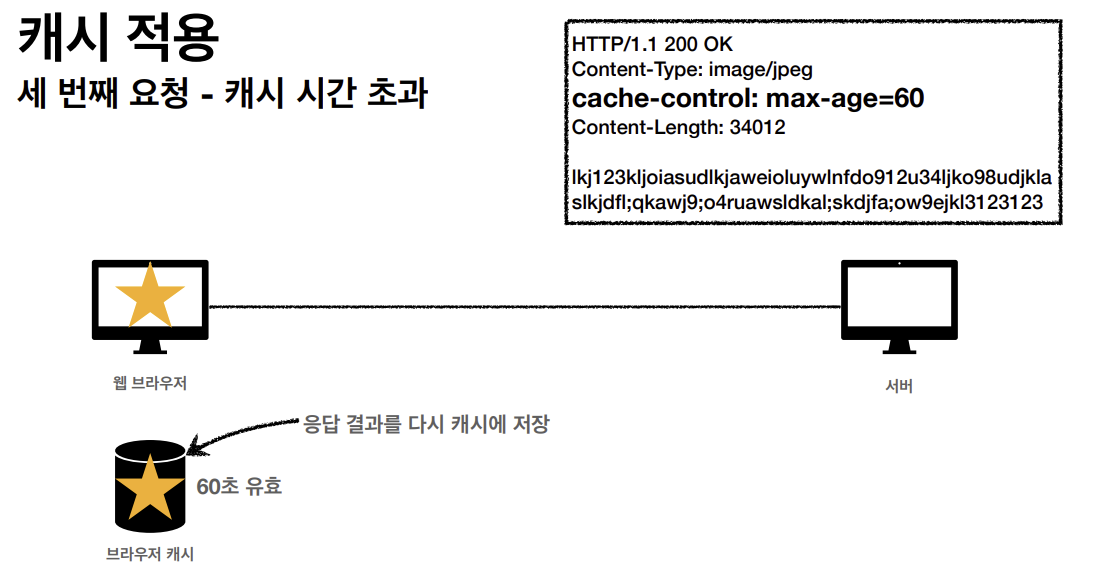 캐시 적용
세 번째 요청 - 캐시 시간 초과
HTTP/1.1 200 OK
Content-Type: image/jpeg
cache-control: max-age=60
Content-Length: 34012
lkj123kljoiasudlkjaweioluywlnfdo912u34ljko98udjkla
slkjdfl;qkawj9;o4ruawsldkal;skdjfa;ow9ejkl3123123
웹 브라우저
서버
응답 결과를 다시 캐시에 저장
60초 유효
브라우저 캐시